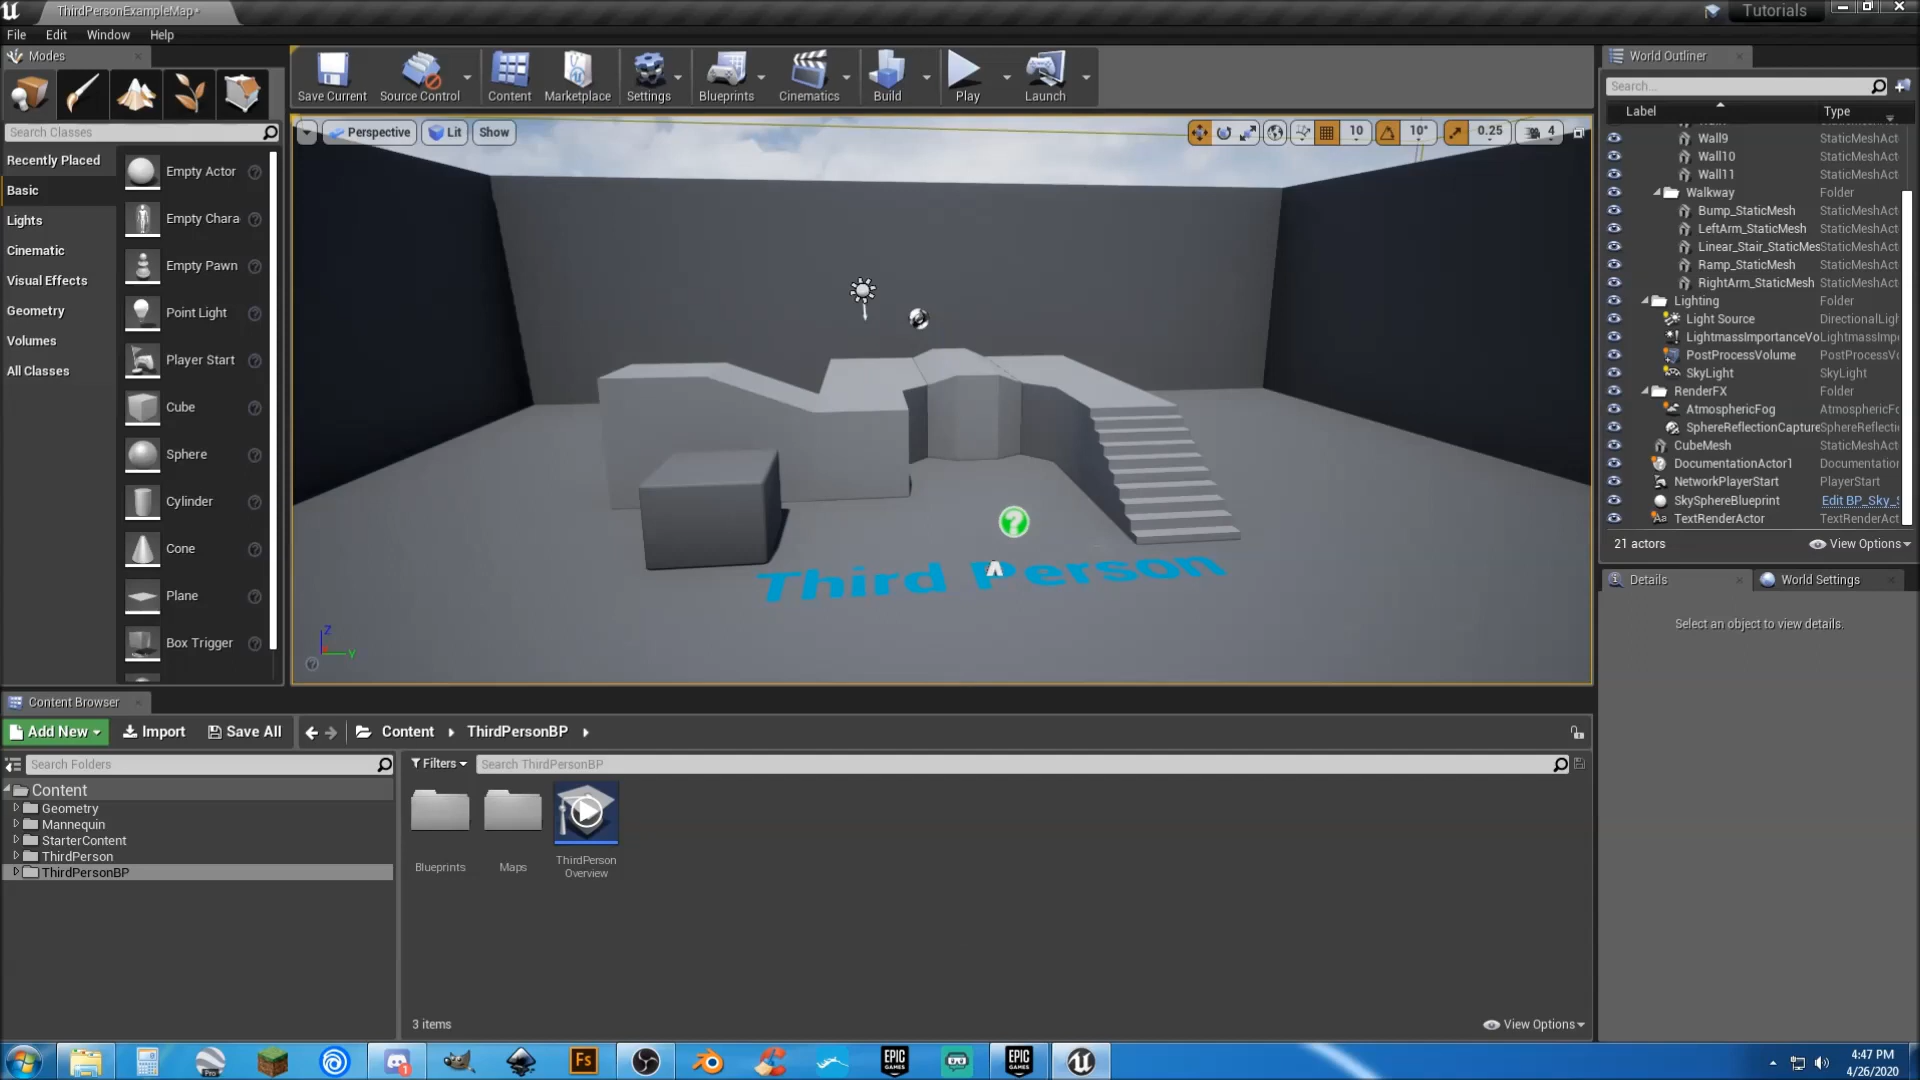 ThirdPersonExampleMap*
Tutorials
File Edit Window Help
Modes
Save Current Source Control Content Marketplace Settings Blueprints Cinematics Build Play Launch
Search Classes
Recently Placed
Basic
Lights
Cinematic
Visual Effects
Geometry
Volumes
All Classes
Empty Actor
Empty Chara
Empty Pawn
Point Light
Player Start
Cube
Sphere
Cylinder
Cone
Plane
Box Trigger
Perspective Lit Show
10 10° 0.25 4
Third Person
Z
Y
World Outliner
Search...
Label Type
Wall9 StaticMeshAct
Wall10 StaticMeshAct
Wall11 StaticMeshAct
Walkway Folder
Bump_StaticMesh StaticMeshAct
LeftArm_StaticMesh StaticMeshAct
Linear_Stair_StaticMes StaticMeshAct
Ramp_StaticMesh StaticMeshAct
RightArm_StaticMesh StaticMeshAct
Lighting Folder
Light Source DirectionalLigh
LightmassImportanceVo LightmassImp
PostProcessVolume PostProcessVo
SkyLight SkyLight
RenderFX Folder
AtmosphericFog AtmosphericFo
SphereReflectionCapture SphereReflecti
CubeMesh StaticMeshAct
DocumentationActor1 Documentation
NetworkPlayerStart PlayerStart
SkySphereBlueprint Edit BP_Sky_S
TextRenderActor TextRenderAct
21 actors View Options
Details World Settings
Select an object to view details.
Content Browser
Add New Import Save All Content ThirdPersonBP
Search Folders
Filters Search ThirdPersonBP
Content
Geometry
Mannequin
StarterContent
ThirdPerson
ThirdPersonBP
Blueprints
Maps
ThirdPerson
Overview
3 items View Options
Pro
1
Fs
EPIC
GAMES
EPIC
GAMES
4:47 PM
4/26/2020